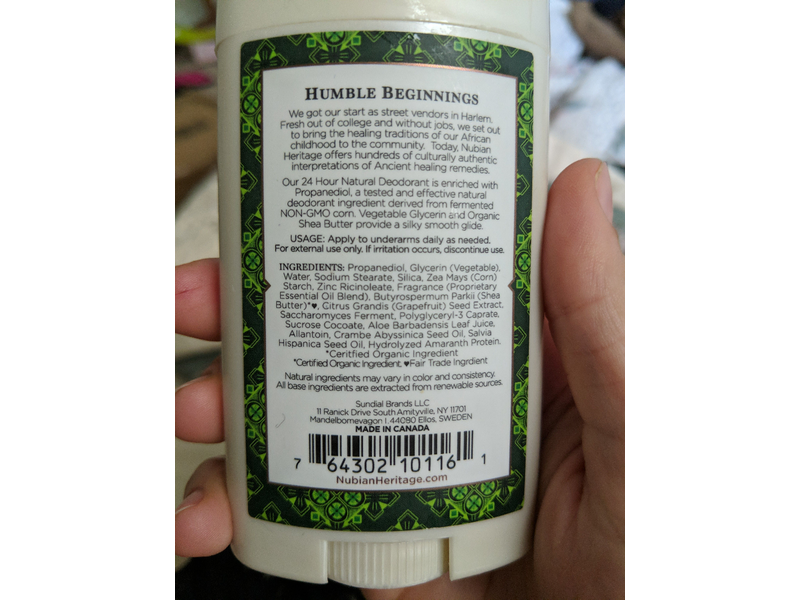 HUMBLE BEGINNINGS
We got our start as street vendors in Harlem.
Fresh out of college and without jobs, we set out
to bring the healing traditions of our African
childhood to the community. Today, Nubian
Heritage offers hundreds of culturally authentic
interpretations of Ancient healing remedies.
Our 24 Hour Natural Deodorant is enriched with
Propanediol, a tested and effective natural
deodorant ingredient derived from fermented
NON-GMO corn. Vegetable Glycerin and Organic
Shea Butter provide a silky smooth glide.
USAGE: Apply to underarms daily as needed.
For external use only. If irritation occurs, discontinue use.
INGREDIENTS: Propanediol, Glycerin (Vegetable),
Water, Sodium Stearate, Silica, Zea Mays (Corn)
Starch, Zinc Ricinoleate, Fragrance (Proprietary
Essential Oil Blend), Butyrospermum Parkii (Shea
Butter)*♥, Citrus Grandis (Grapefruit) Seed Extract,
Saccharomyces Ferment, Polyglyceryl-3 Caprate,
Sucrose Cocoate, Aloe Barbadensis Leaf Juice,
Allantoin, Crambe Abyssinica Seed Oil, Salvia
Hispanica Seed Oil, Hydrolyzed Amaranth Protein.
*Ceritfied Organic Ingredient
*Certified Organic Ingredient. ♥Fair Trade Ingrdient
Natural ingredients may vary in color and consistency.
All base ingredients are extracted from renewable sources.
Sundial Brands LLC
11 Ranick Drive South Amityville, NY 11701
Mandelbomevagon 1, 44080 Ellos, SWEDEN
MADE IN CANADA
7 64302 10116 1
NubianHeritage.com